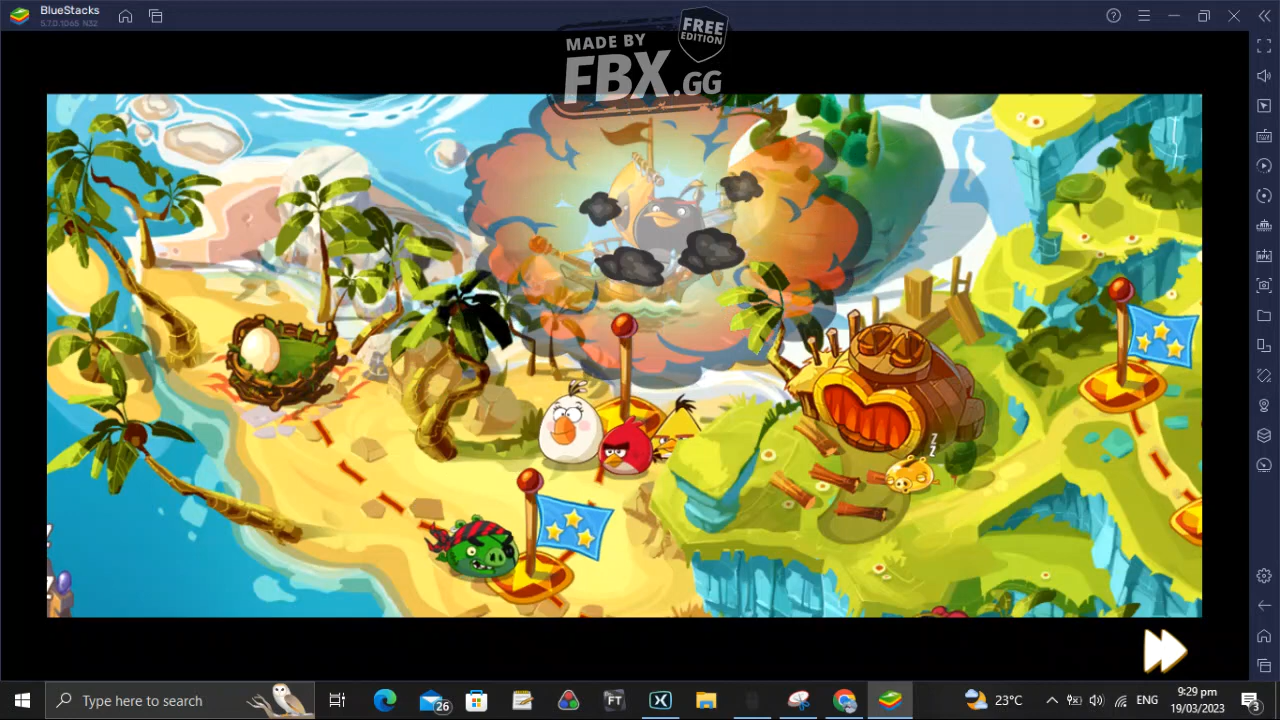 BlueStacks
5.7.0.1065 N32
MADE BY
FBX.GG
FREE
EDITION
Z
Z
Type here to search
26
FT
23°C
ENG
9:29 pm
19/03/2023
3